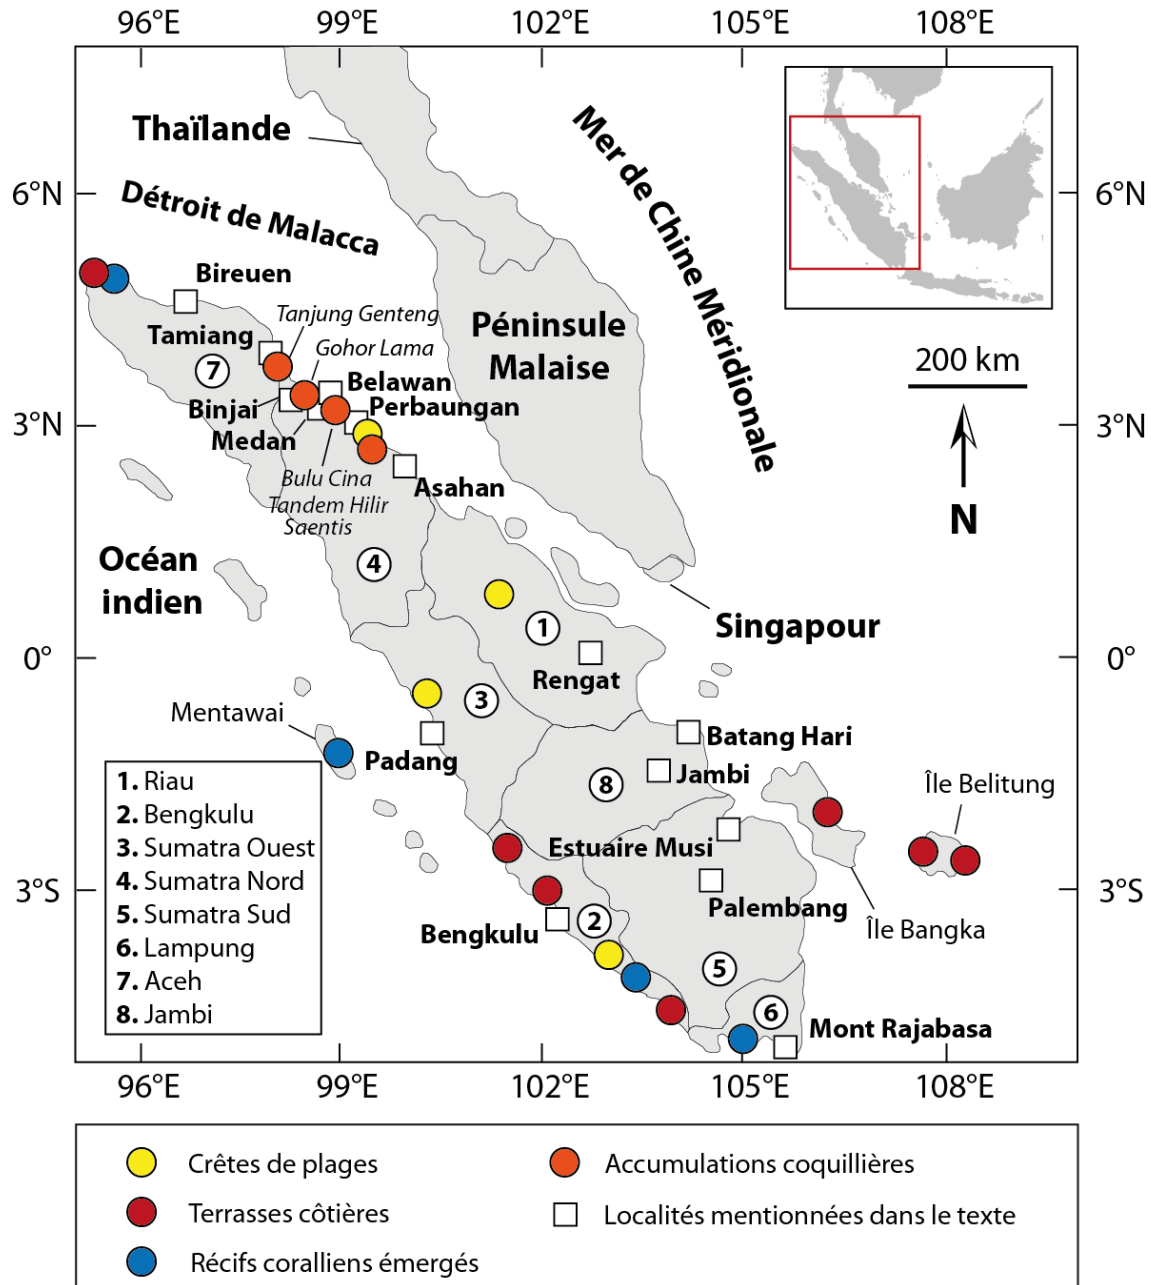 96°E 99°E 102°E 105°E 108°E
Thaïlande
Mer de Chine Méridionale
6°N 6°N
Détroit de Malacca
Bireuen
Tanjung Genteng
Tamiang
Péninsule
Malaise
Gohor Lama
200 km
7
Belawan
Binjai
Perbaungan
3°N 3°N
Medan
Bulu Cina
Asahan
Tandem Hilir
Saentis
N
Océan
indien
4
Singapour
1
0° 0°
Rengat
3
Mentawai
Batang Hari
Padang
Jambi
8
Île Belitung
1. Riau
2. Bengkulu
3. Sumatra Ouest
4. Sumatra Nord
5. Sumatra Sud
6. Lampung
7. Aceh
8. Jambi
Estuaire Musi
3°S 3°S
Palembang
Bengkulu
2
Île Bangka
5
6
Mont Rajabasa
96°E 99°E 102°E 105°E 108°E
Crêtes de plages
Accumulations coquillières
Terrasses côtières
Localités mentionnées dans le texte
Récifs coralliens émergés